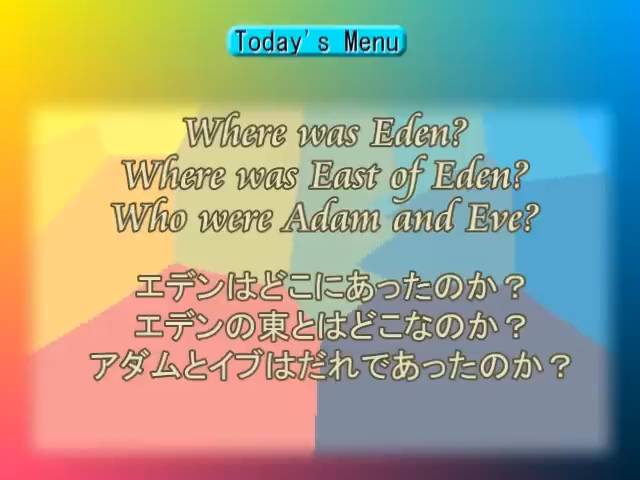 Today's Menu
Where was Eden?
Where was East of Eden?
Who were Adam and Eve?
エデンはどこにあったのか？
エデンの東とはどこなのか？
アダムとイブはだれであったのか？